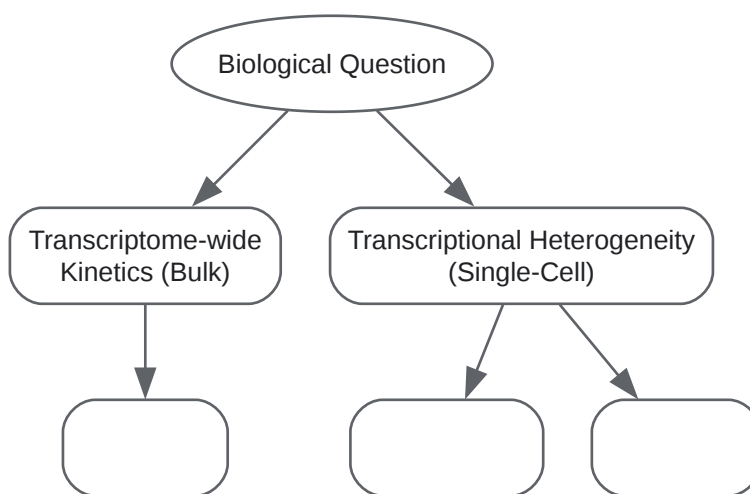 Biological Question
Transcriptome-wide
Kinetics (Bulk)
Transcriptional Heterogeneity
(Single-Cell)